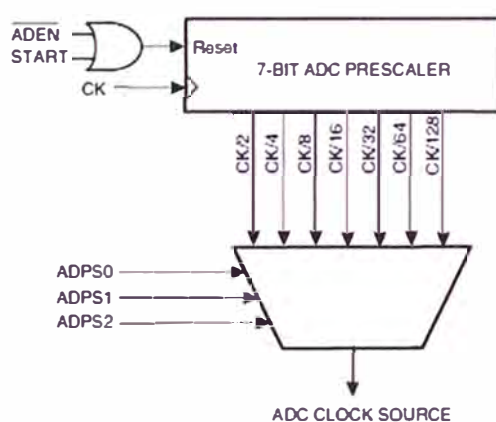 ADEN
START
Reset
7-BIT ADC PRESCALER
CK
CK/2
CK/4
CK/8
CK/16
CK/32
CK/64
CK/128
ADPS0
ADPS1
ADPS2
ADC CLOCK SOURCE